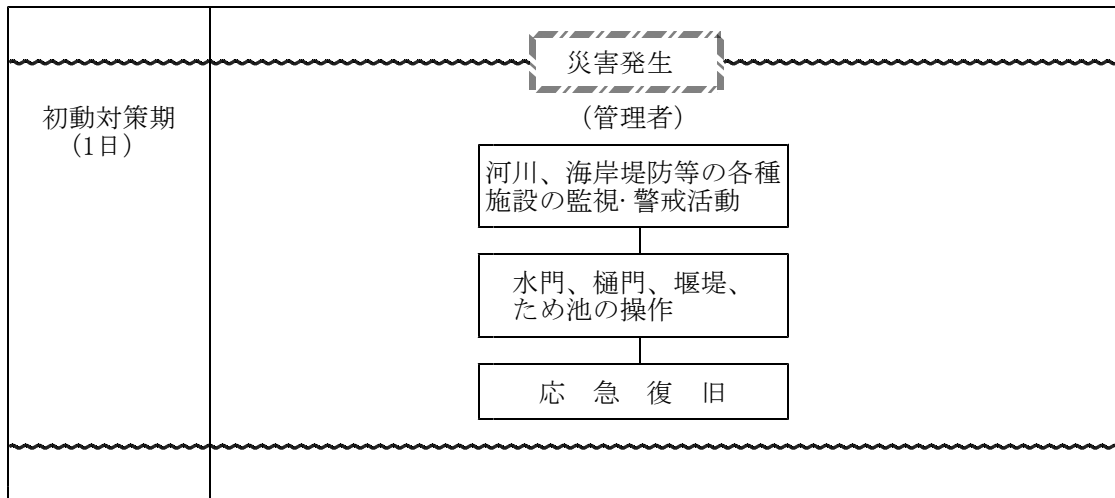 災害発生
初動対策期
（1日）
（管理者）
河川、海岸堤防等の各種
施設の監視･警戒活動
水門、樋門、堰堤、
ため池の操作
応　急　復　旧